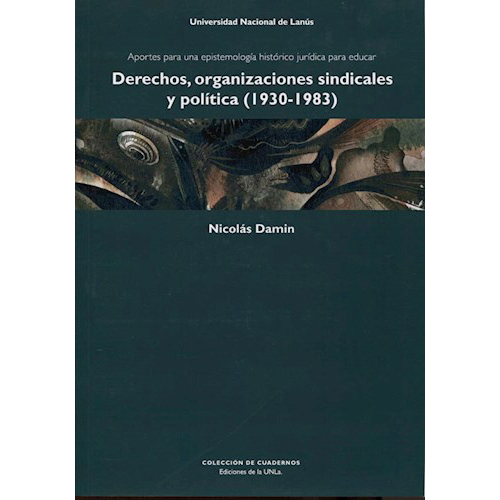 Universidad Nacional de Lanús
Aportes para una epistemología histórico jurídica para educar
Derechos, organizaciones sindicales
y política (1930-1983)
Nicolás Damin
COLECCIÓN DE CUADERNOS
Ediciones de la UNLa.